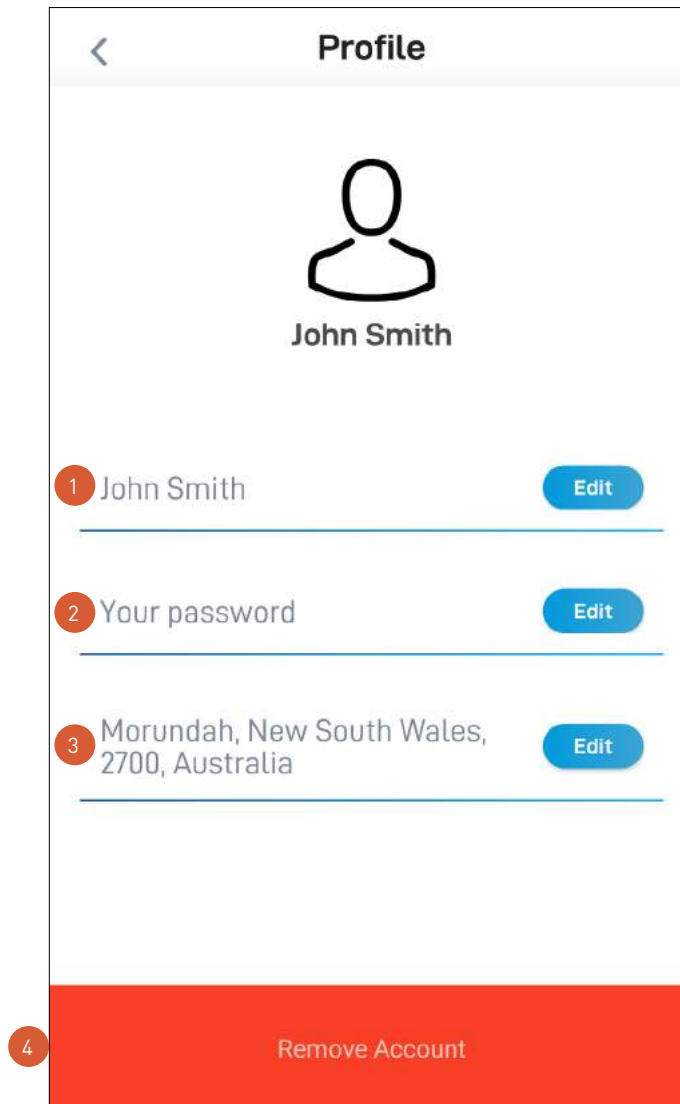 Profile
John Smith
1 John Smith Edit
2 Your password Edit
3 Morundah, New South Wales,
2700, Australia Edit
4 Remove Account